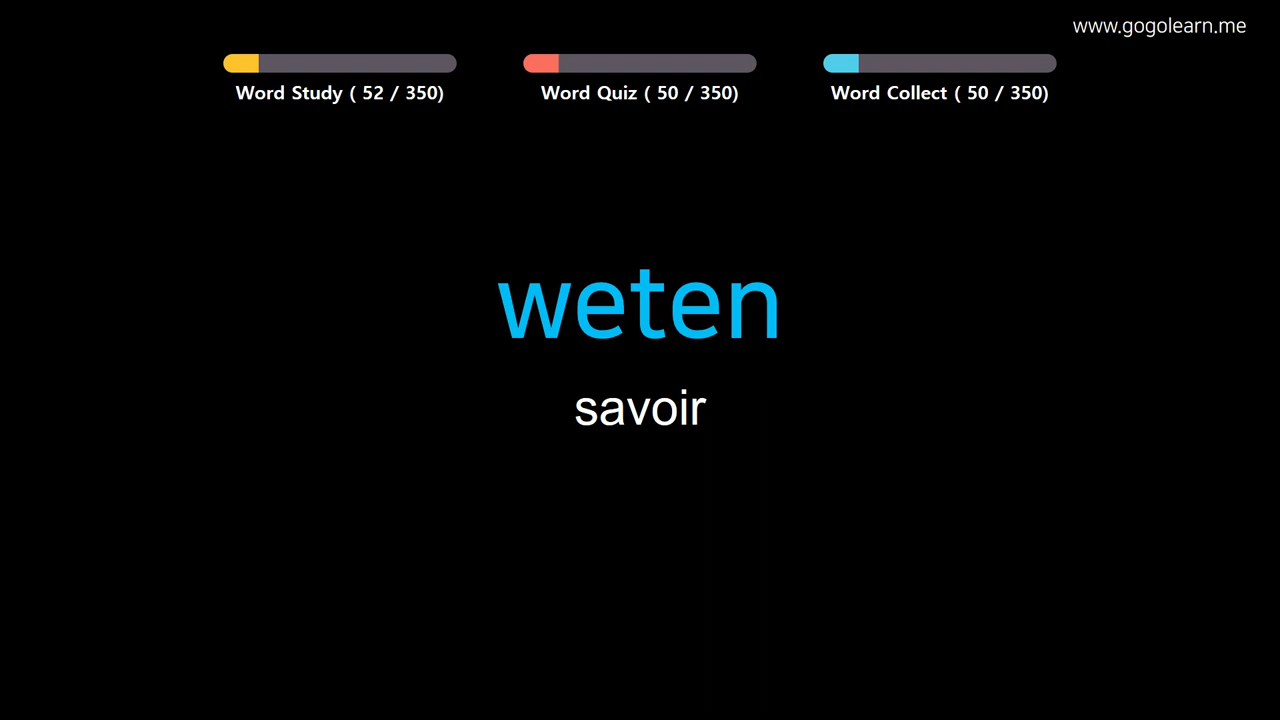 www.gogolearn.me
Word Study ( 52 / 350)
Word Quiz ( 50 / 350)
Word Collect ( 50 / 350)
weten
savoir